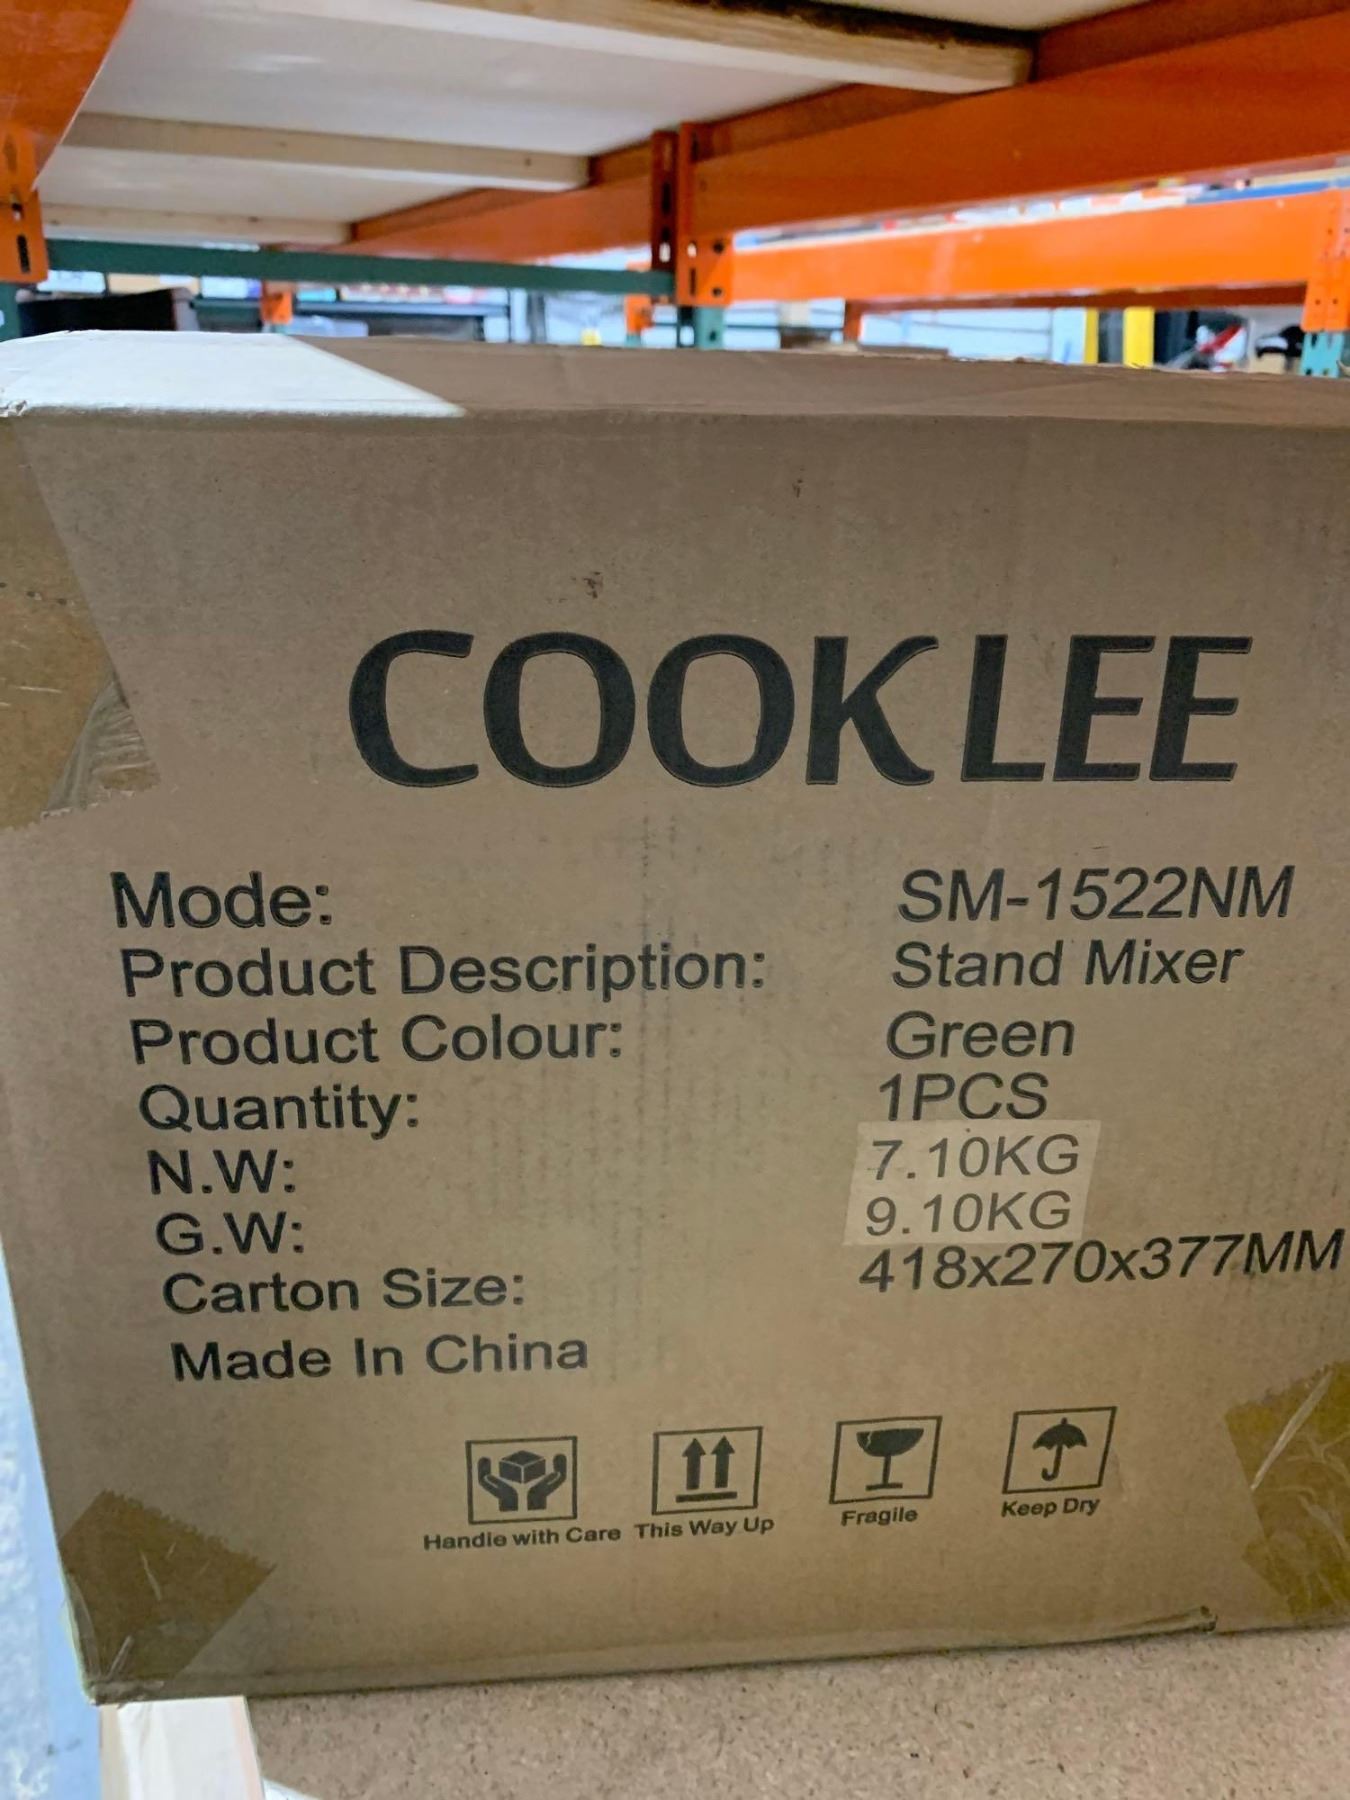 COOKLEE
Mode: SM-1522NM
Product Description: Stand Mixer
Product Colour: Green
Quantity: 1PCS
N.W: 7.10KG
G.W: 9.10KG
Carton Size: 418x270x377MM
Made In China
Handle with Care This Way Up Fragile Keep Dry